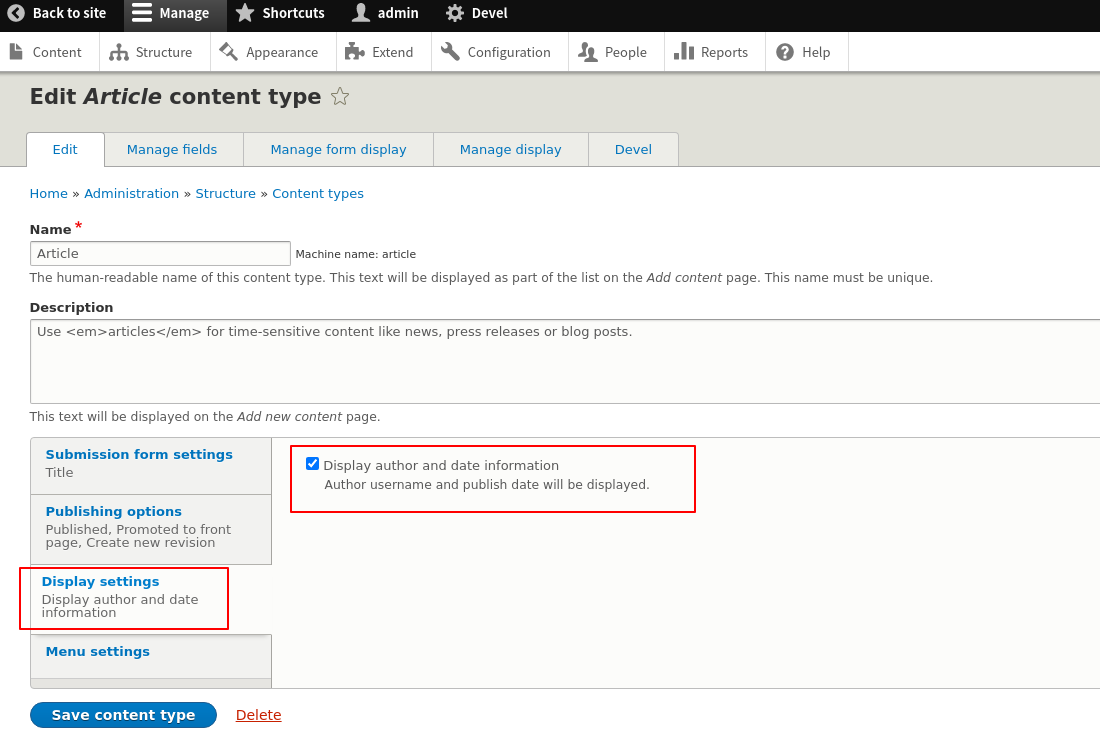 Back to site Manage Shortcuts admin Devel
Content Structure Appearance Extend Configuration People Reports Help
Edit Article content type
Edit Manage fields Manage form display Manage display Devel
Home » Administration » Structure » Content types
Name *
Article Machine name: article
The human-readable name of this content type. This text will be displayed as part of the list on the Add content page. This name must be unique.
Description
Use <em>articles</em> for time-sensitive content like news, press releases or blog posts.
This text will be displayed on the Add new content page.
Submission form settings
Title
Publishing options
Published, Promoted to front
page, Create new revision
Display settings
Display author and date
information
Menu settings
Display author and date information
Author username and publish date will be displayed.
Save content type Delete